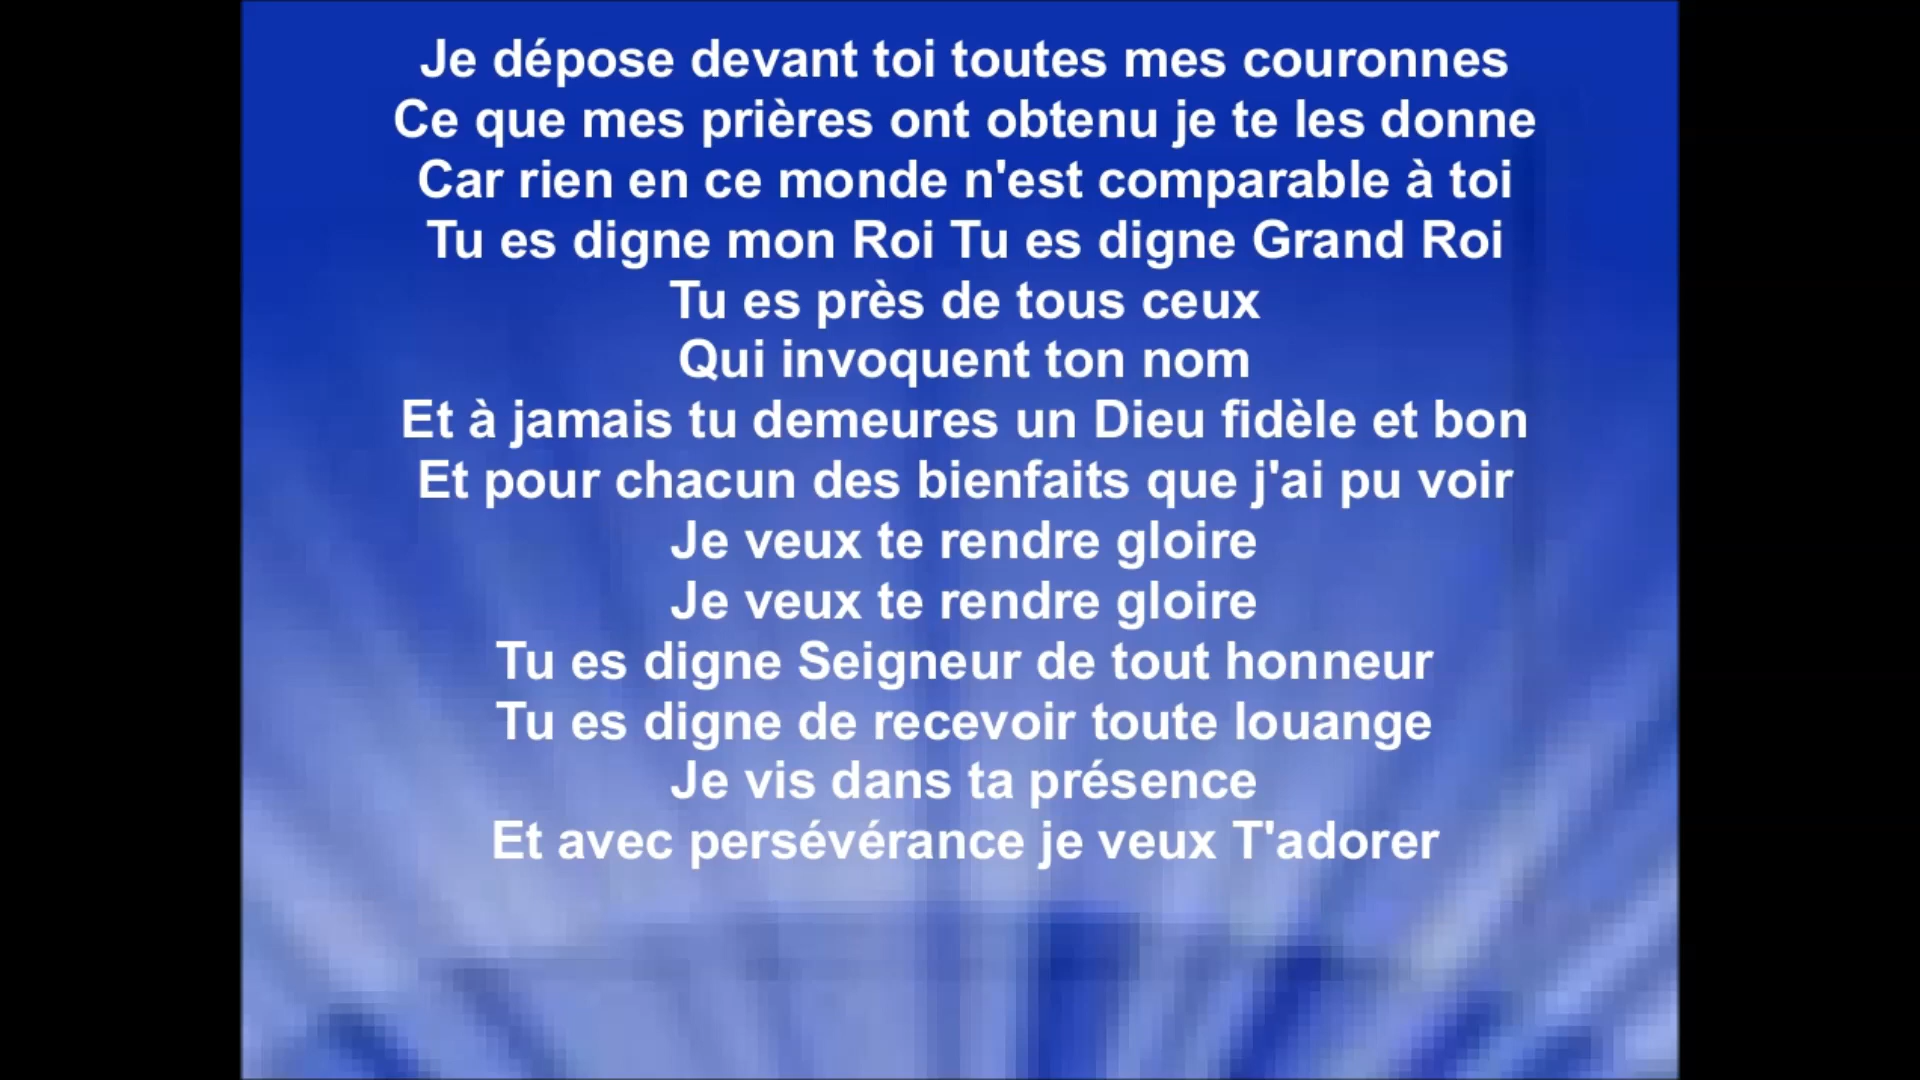 Je dépose devant toi toutes mes couronnes
Ce que mes prières ont obtenu je te les donne
Car rien en ce monde n'est comparable à toi
Tu es digne mon Roi Tu es digne Grand Roi
Tu es près de tous ceux
Qui invoquent ton nom
Et à jamais tu demeures un Dieu fidèle et bon
Et pour chacun des bienfaits que j'ai pu voir
Je veux te rendre gloire
Je veux te rendre gloire
Tu es digne Seigneur de tout honneur
Tu es digne de recevoir toute louange
Je vis dans ta présence
Et avec persévérance je veux T'adorer